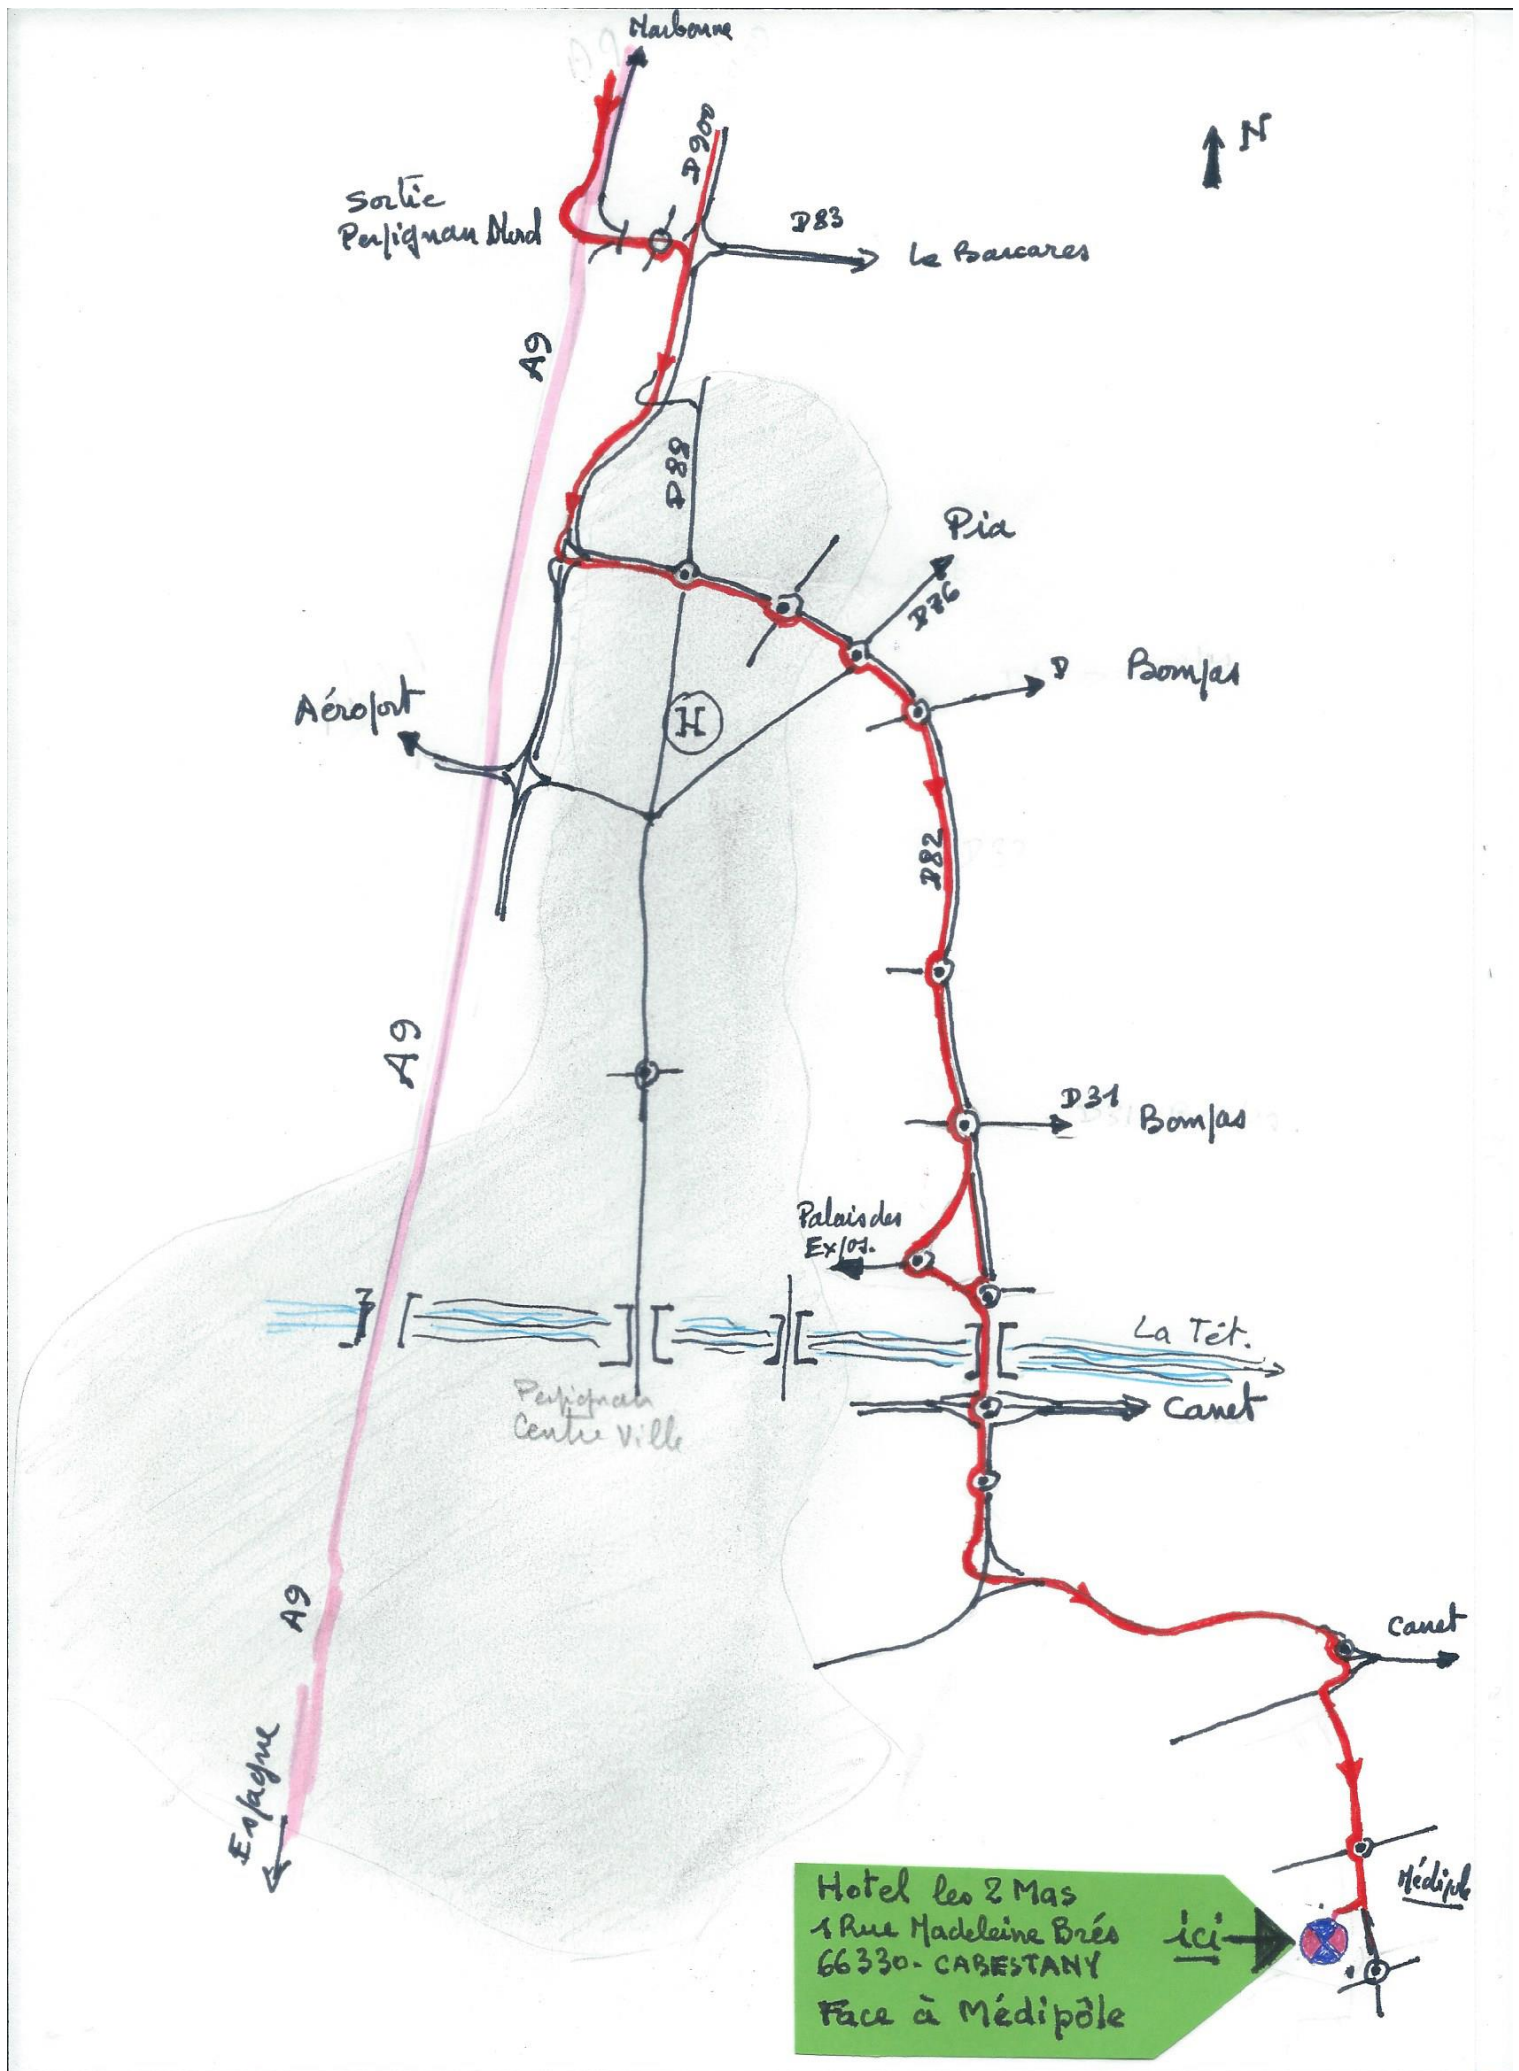 Narbonne
D900
N
Sortie
Perpignan Nord
D83
Le Barcares
A9
D88
Pia
D76
D
Bompas
Aéroport
H
D82
A9
D31
Bompas
Palais des
Expos.
La Têt.
Canet
Perpignan
Centre Ville
A9
Canet
Espagne
Médipole
Hotel les 2 Mas
1 Rue Madeleine Brés
66330. CABESTANY
Face à Médipôle
ici